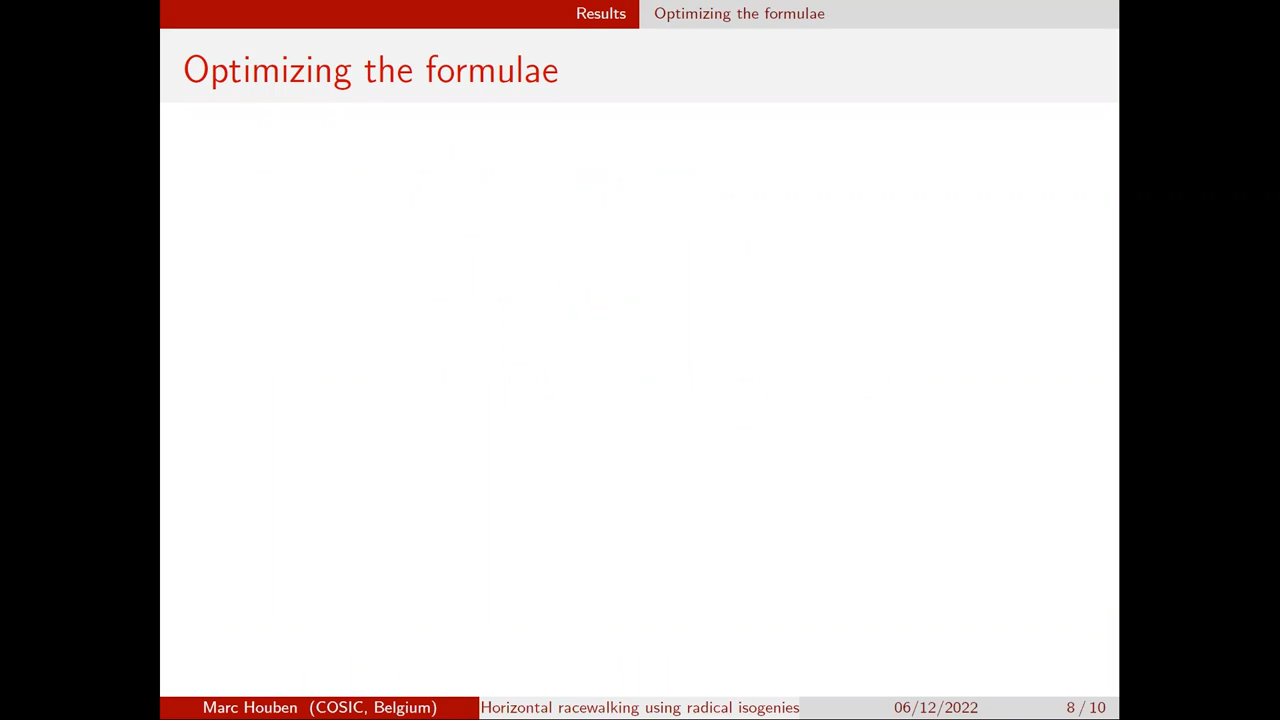 Results Optimizing the formulae
Optimizing the formulae
Marc Houben (COSIC, Belgium) Horizontal racewalking using radical isogenies 06/12/2022 8 / 10